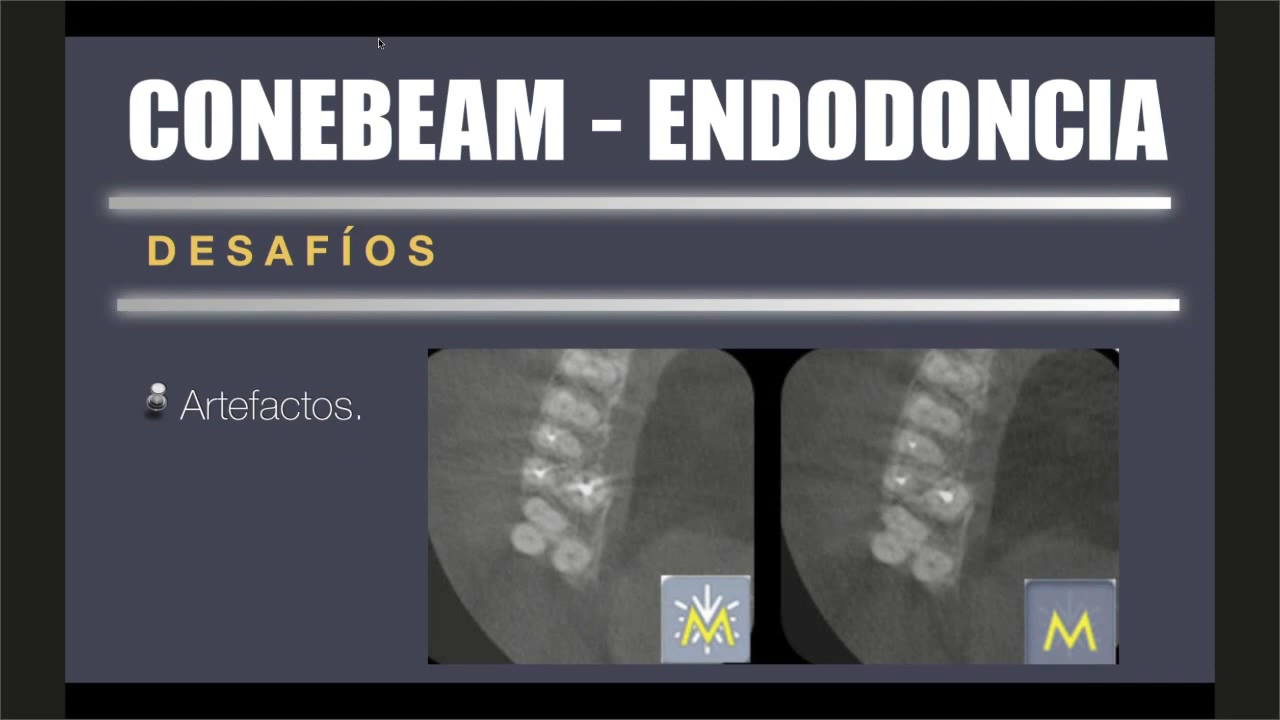 CONEBEAM - ENDODONCIA
DESAFÍOS
Artefactos.
M
M